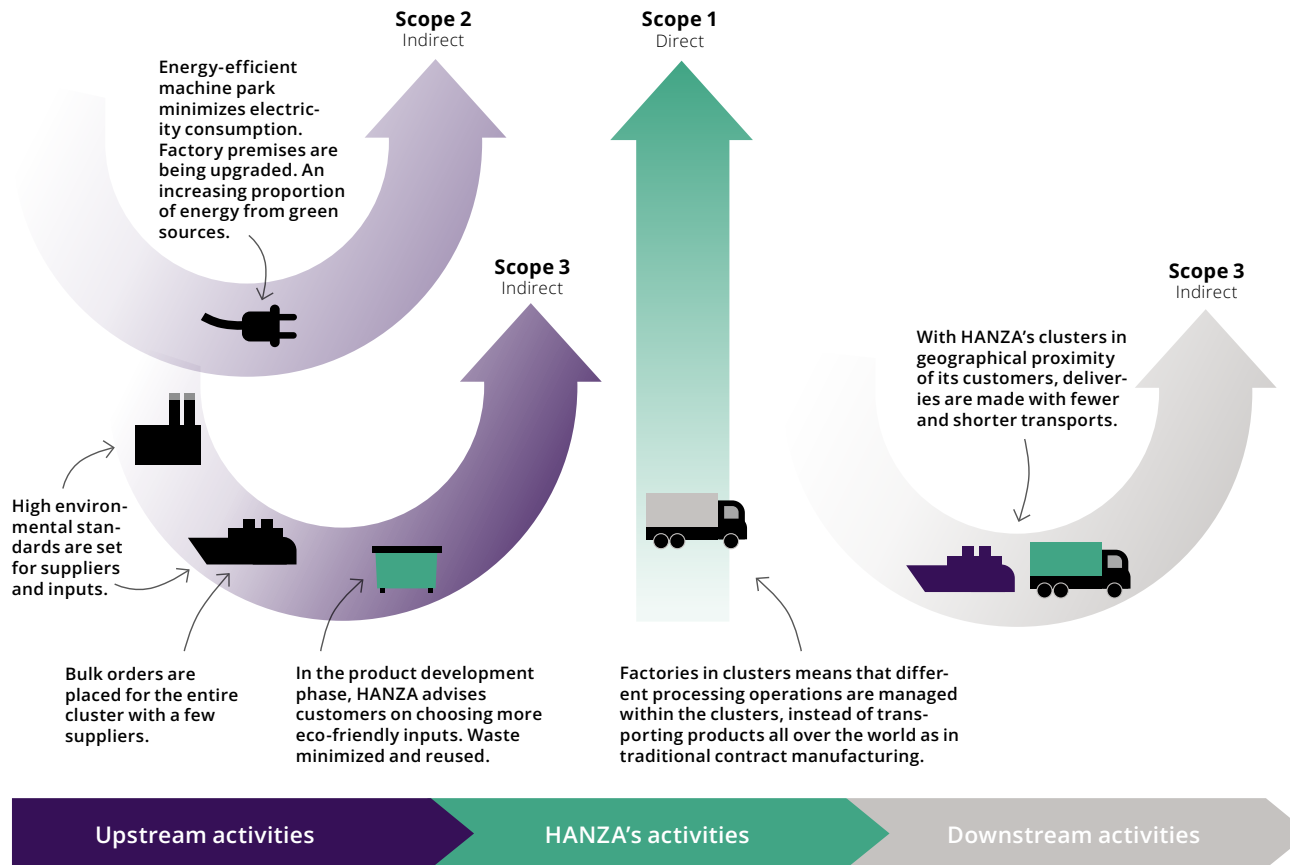 Scope 2
Indirect
Energy-efficient
machine park
minimizes electric-
ity consumption.
Factory premises are
being upgraded. An
increasing proportion
of energy from green
sources.
Scope 3
Indirect
High environ-
mental stan-
dards are set
for suppliers
and inputs.
Bulk orders are
placed for the entire
cluster with a few
suppliers.
In the product development
phase, HANZA advises
customers on choosing more
eco-friendly inputs. Waste
minimized and reused.
Scope 1
Direct
Factories in clusters means that differ-
ent processing operations are managed
within the clusters, instead of trans-
porting products all over the world as in
traditional contract manufacturing.
Scope 3
Indirect
With HANZA’s clusters in
geographical proximity
of its customers, deliver-
ies are made with fewer
and shorter transports.
Upstream activities
HANZA’s activities
Downstream activities